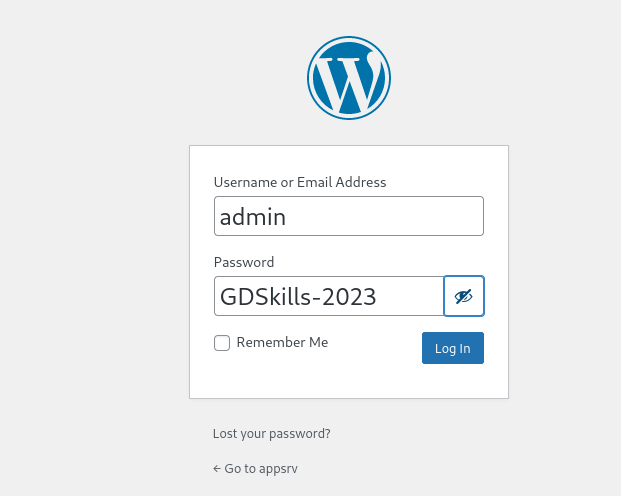 Username or Email Address
admin
Password
GDSkills-2023
Remember Me
Log In
Lost your password?
← Go to appsrv